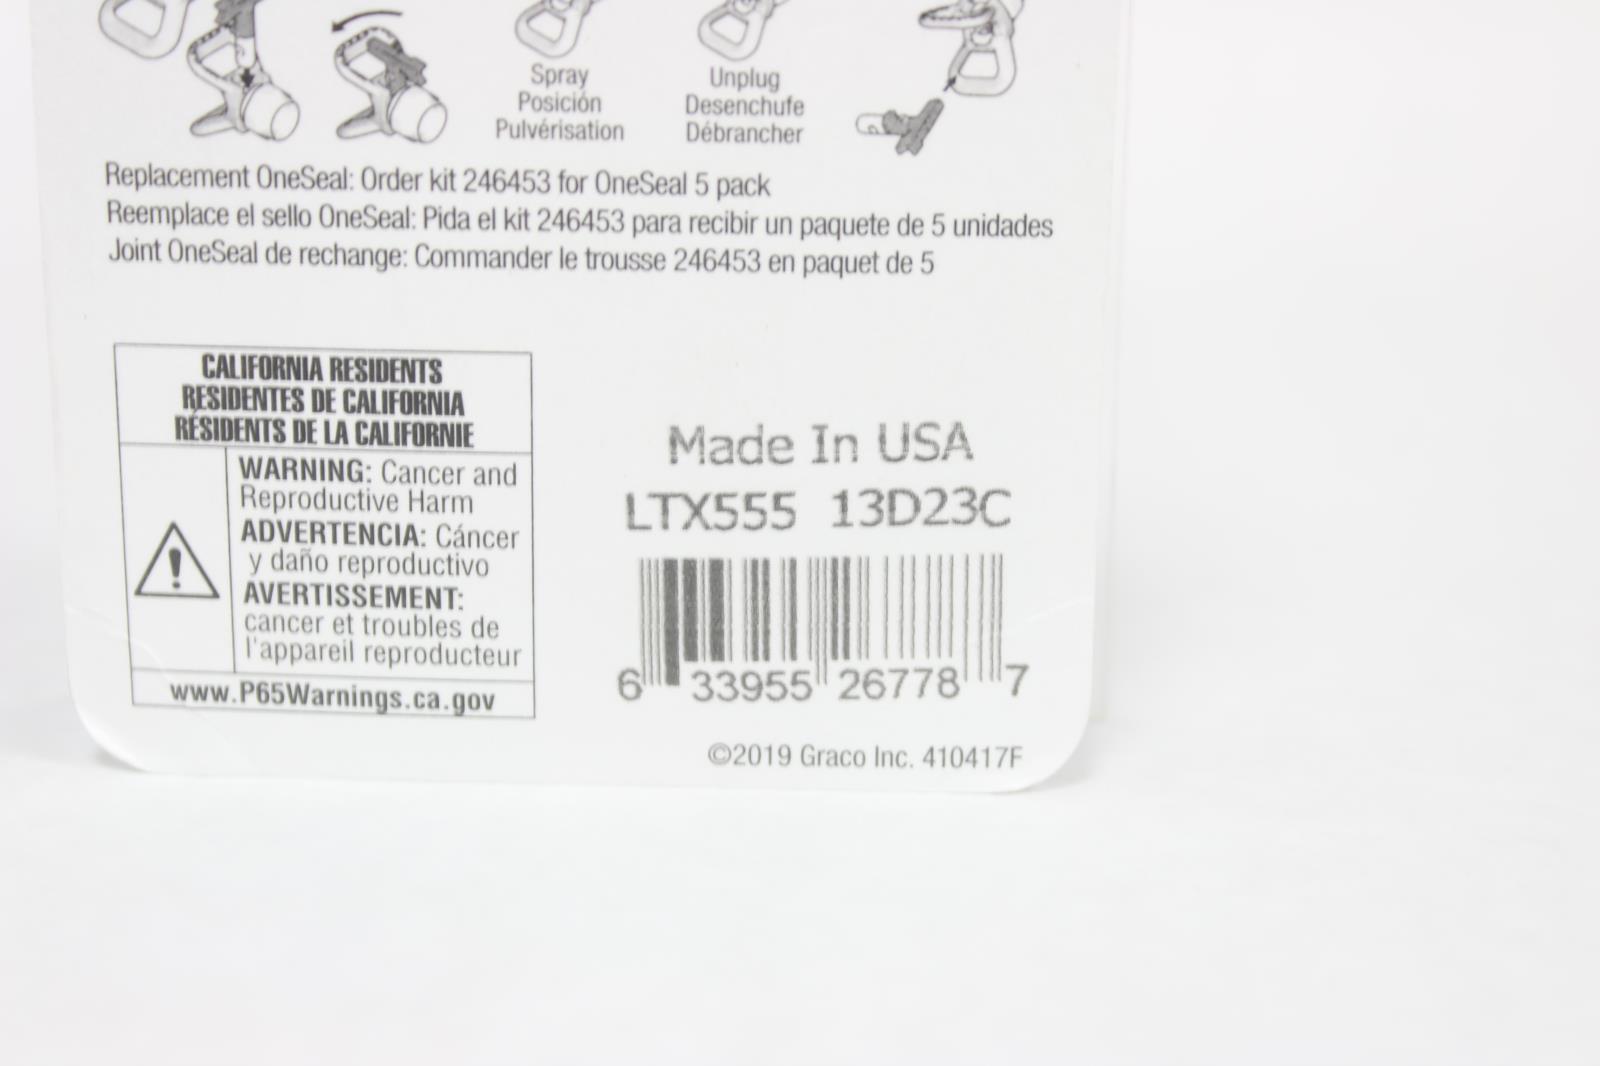 Spray
Posición
Pulvérisation
Unplug
Desenchufe
Débrancher
Replacement OneSeal: Order kit 246453 for OneSeal 5 pack
Reemplace el sello OneSeal: Pida el kit 246453 para recibir un paquete de 5 unidades
Joint OneSeal de rechange: Commander le trousse 246453 en paquet de 5
CALIFORNIA RESIDENTS
RESIDENTES DE CALIFORNIA
RÉSIDENTS DE LA CALIFORNIE
WARNING: Cancer and
Reproductive Harm
ADVERTENCIA: Cáncer
y daño reproductivo
AVERTISSEMENT:
cancer et troubles de
l'appareil reproducteur
www.P65Warnings.ca.gov
Made In USA
LTX555 13D23C
6 33955 26778 7
©2019 Graco Inc. 410417F